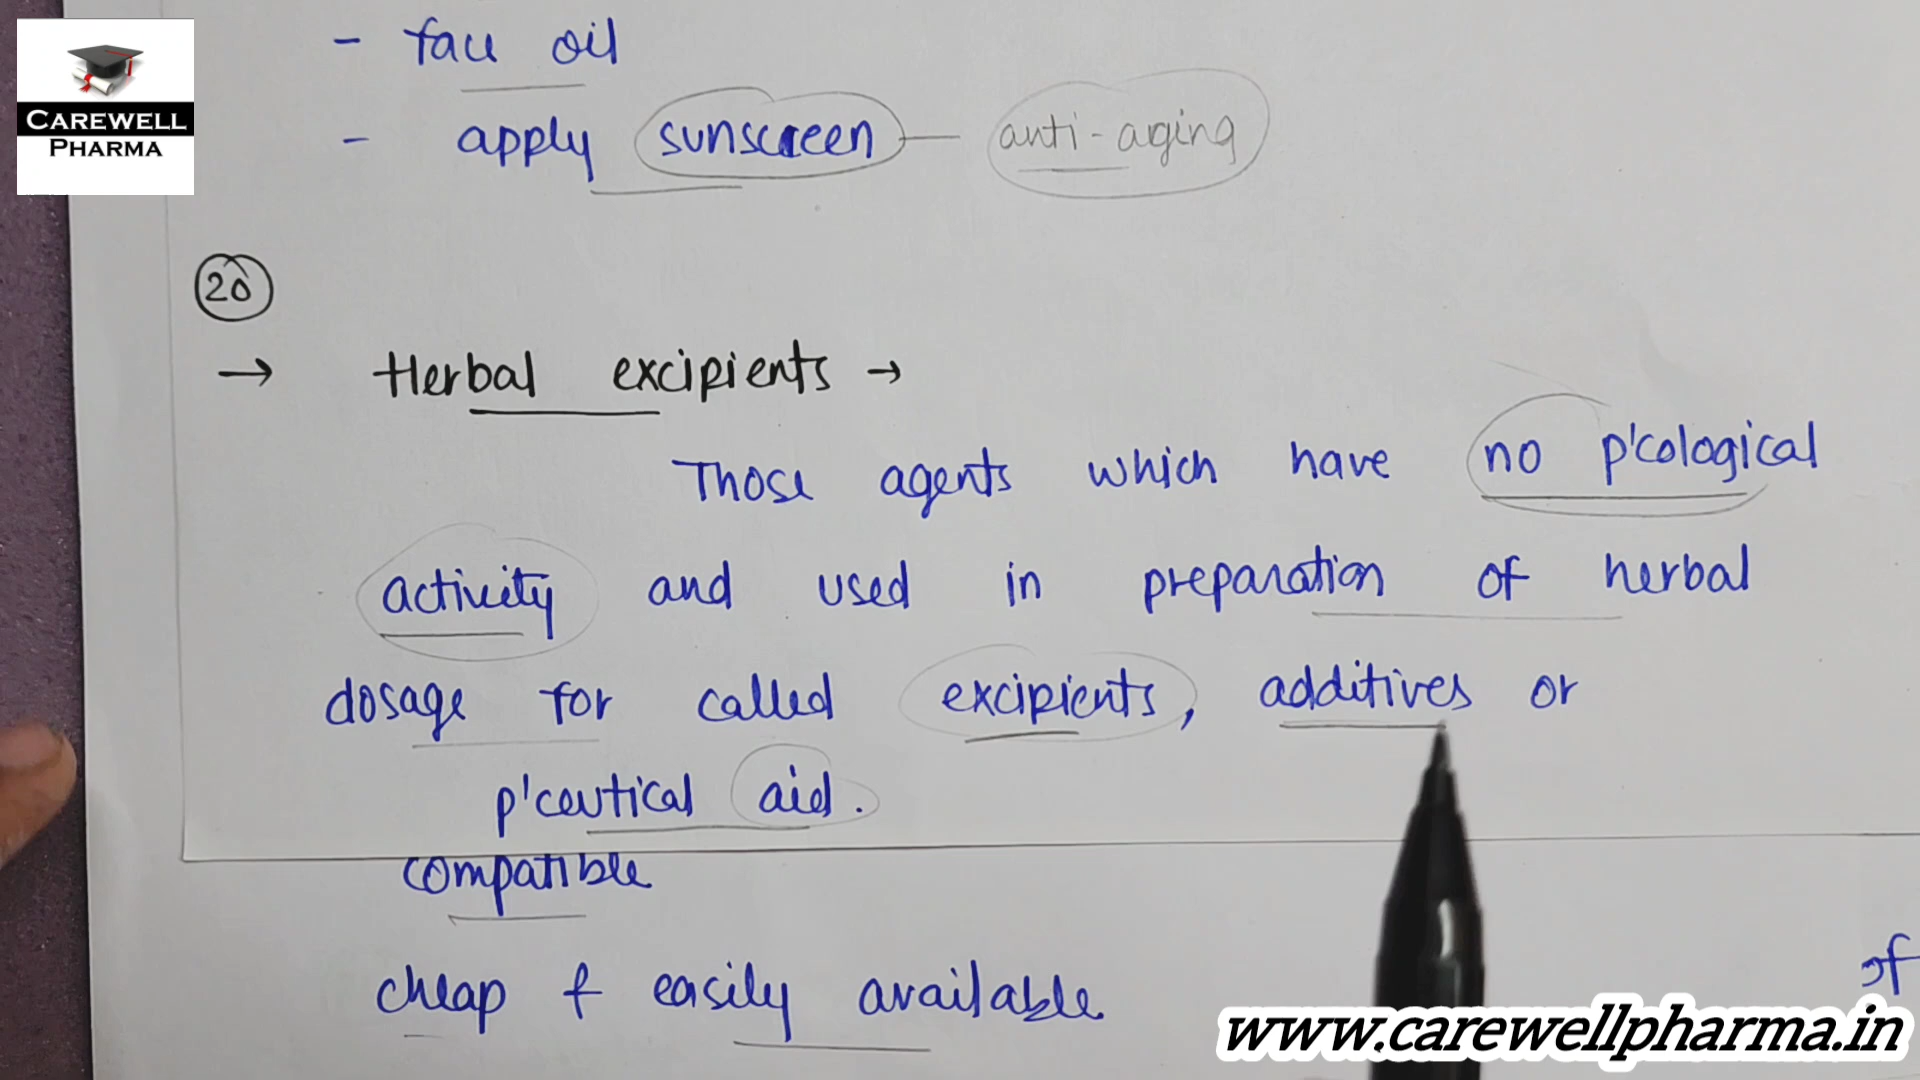 - face oil
CAREWELL
PHARMA
- apply sunscreen — anti-aging
20
→ Herbal excipients →
Those agents which have no p'cological
activity and used in preparation of herbal
dosage for called excipients, additives or
p'ceutical aid.
compatible
of
cheap & easily available
www.carewellpharma.in